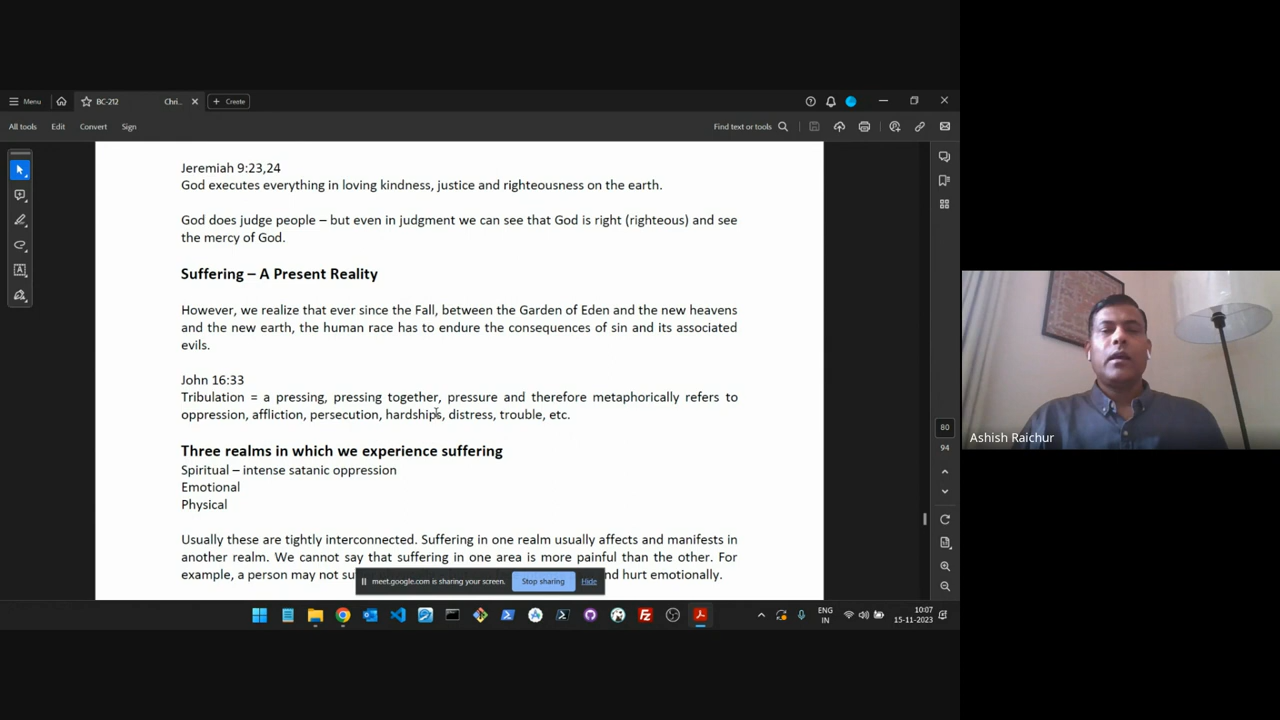 Menu
BC-212 Chri...
Create
All tools
Edit
Convert
Sign
Find text or tools
Jeremiah 9:23,24
God executes everything in loving kindness, justice and righteousness on the earth.
God does judge people – but even in judgment we can see that God is right (righteous) and see
the mercy of God.
Suffering – A Present Reality
However, we realize that ever since the Fall, between the Garden of Eden and the new heavens
and the new earth, the human race has to endure the consequences of sin and its associated
evils.
John 16:33
Tribulation = a pressing, pressing together, pressure and therefore metaphorically refers to
oppression, affliction, persecution, hardships, distress, trouble, etc.
Three realms in which we experience suffering
Spiritual – intense satanic oppression
Emotional
Physical
Usually these are tightly interconnected. Suffering in one realm usually affects and manifests in
another realm. We cannot say that suffering in one area is more painful than the other. For
example, a person may not su
nd hurt emotionally.
meet.google.com is sharing your screen.
Stop sharing
Hide
80
94
ENG
IN
10:07
15-11-2023
Ashish Raichur